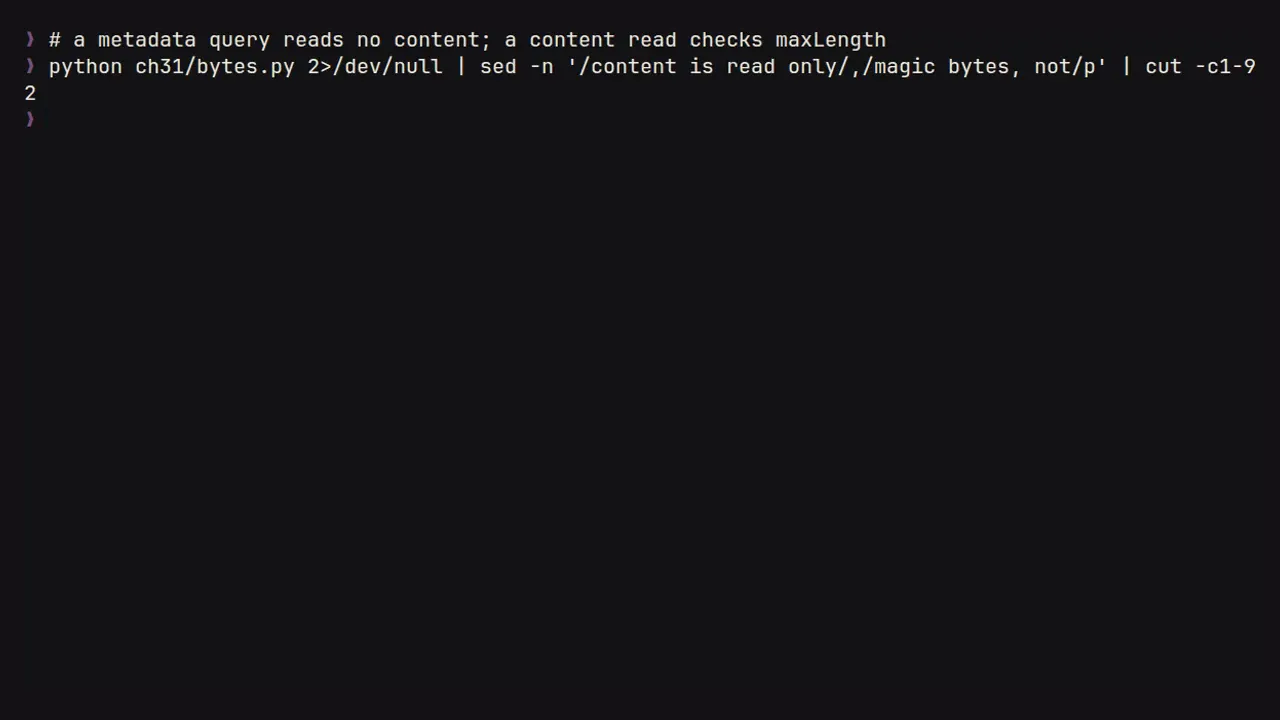 ❫ # a metadata query reads no content; a content read checks maxLength
❫ python ch31/bytes.py 2>/dev/null | sed -n '/content is read only/,/magic bytes, not/p' | cut -c1-9
2
❫